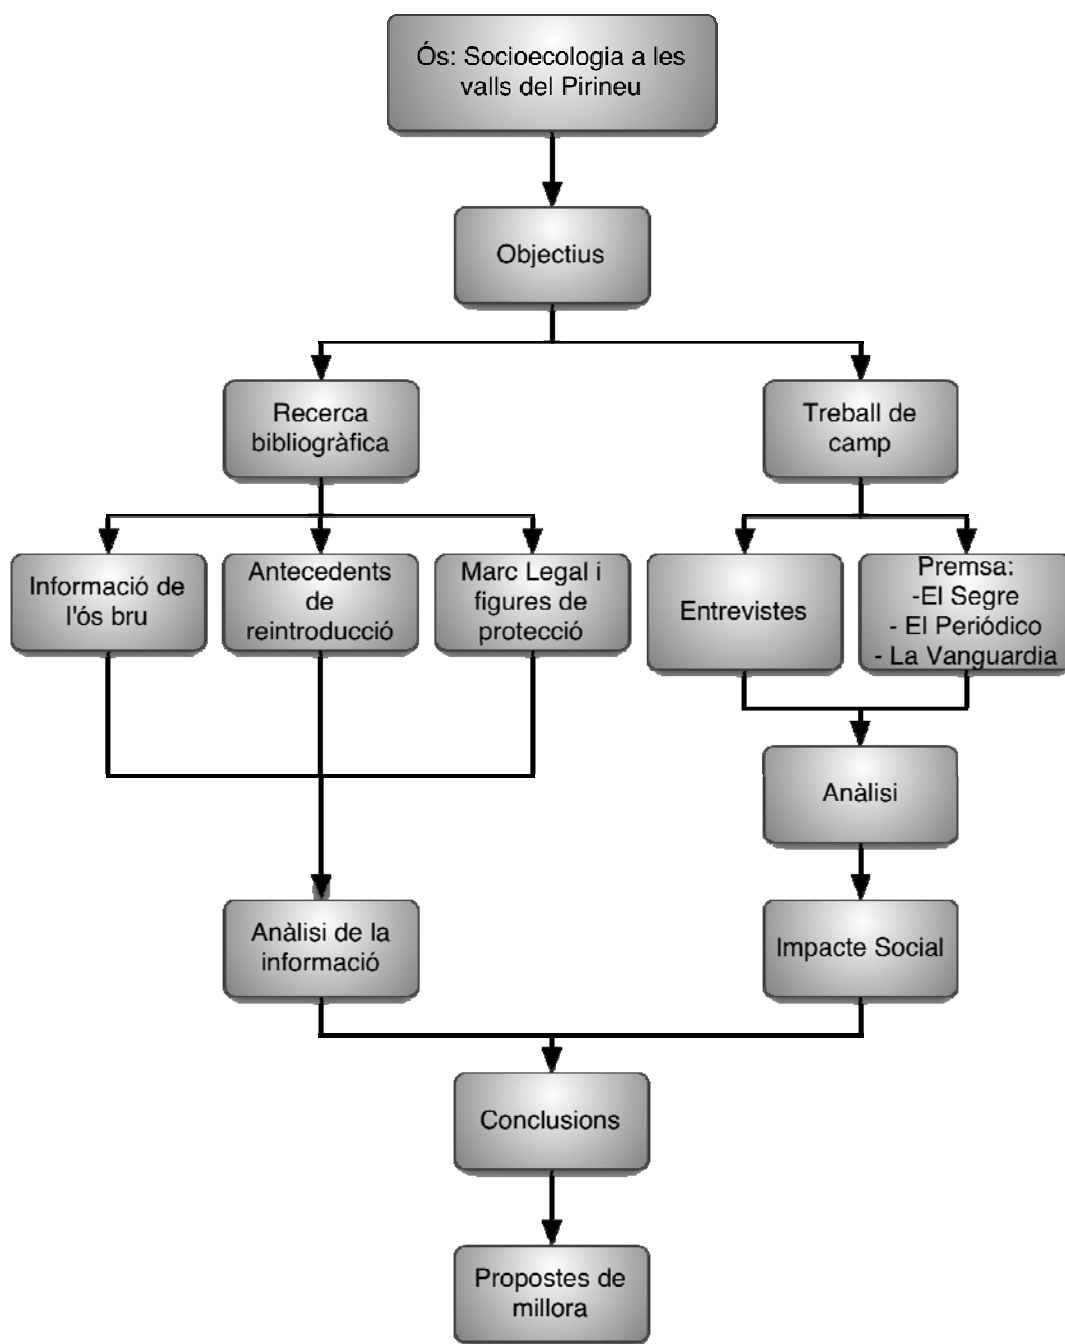 Ós: Socioecologia a les
valls del Pirineu
Objectius
Recerca
bibliogràfica
Treball de
camp
Informació de
l'ós bru
Antecedents
de
reintroducció
Marc Legal i
figures de
protecció
Entrevistes
Premsa:
-El Segre
- El Periódico
- La Vanguardia
Anàlisi
Anàlisi de la
informació
Impacte Social
Conclusions
Propostes de
millora